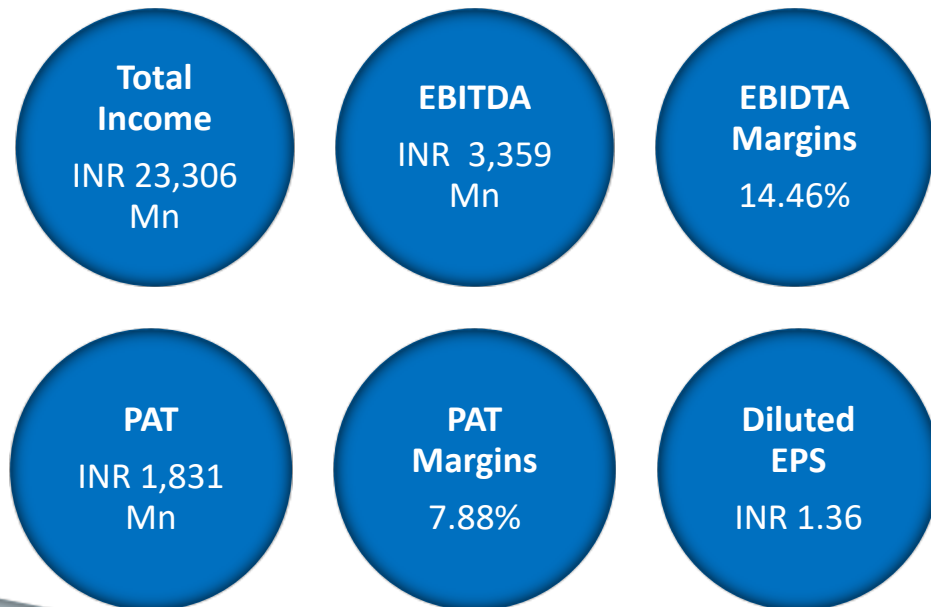 Total
Income
INR 23,306
Mn
EBITDA
INR 3,359
Mn
EBIDTA
Margins
14.46%
PAT
INR 1,831
Mn
PAT
Margins
7.88%
Diluted
EPS
INR 1.36